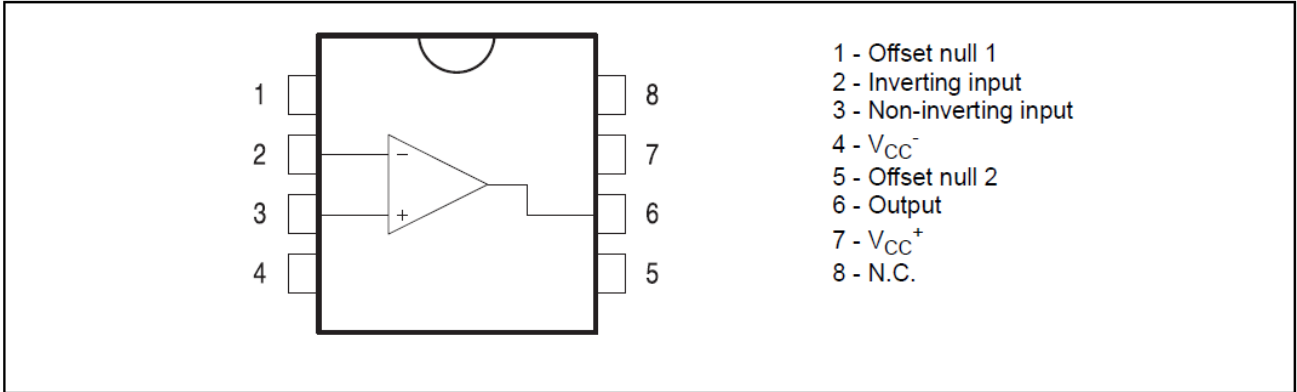 1
2
3
4
8
7
6
5
−
+
1 - Offset null 1
2 - Inverting input
3 - Non-inverting input
4 - VCC-
5 - Offset null 2
6 - Output
7 - VCC+
8 - N.C.